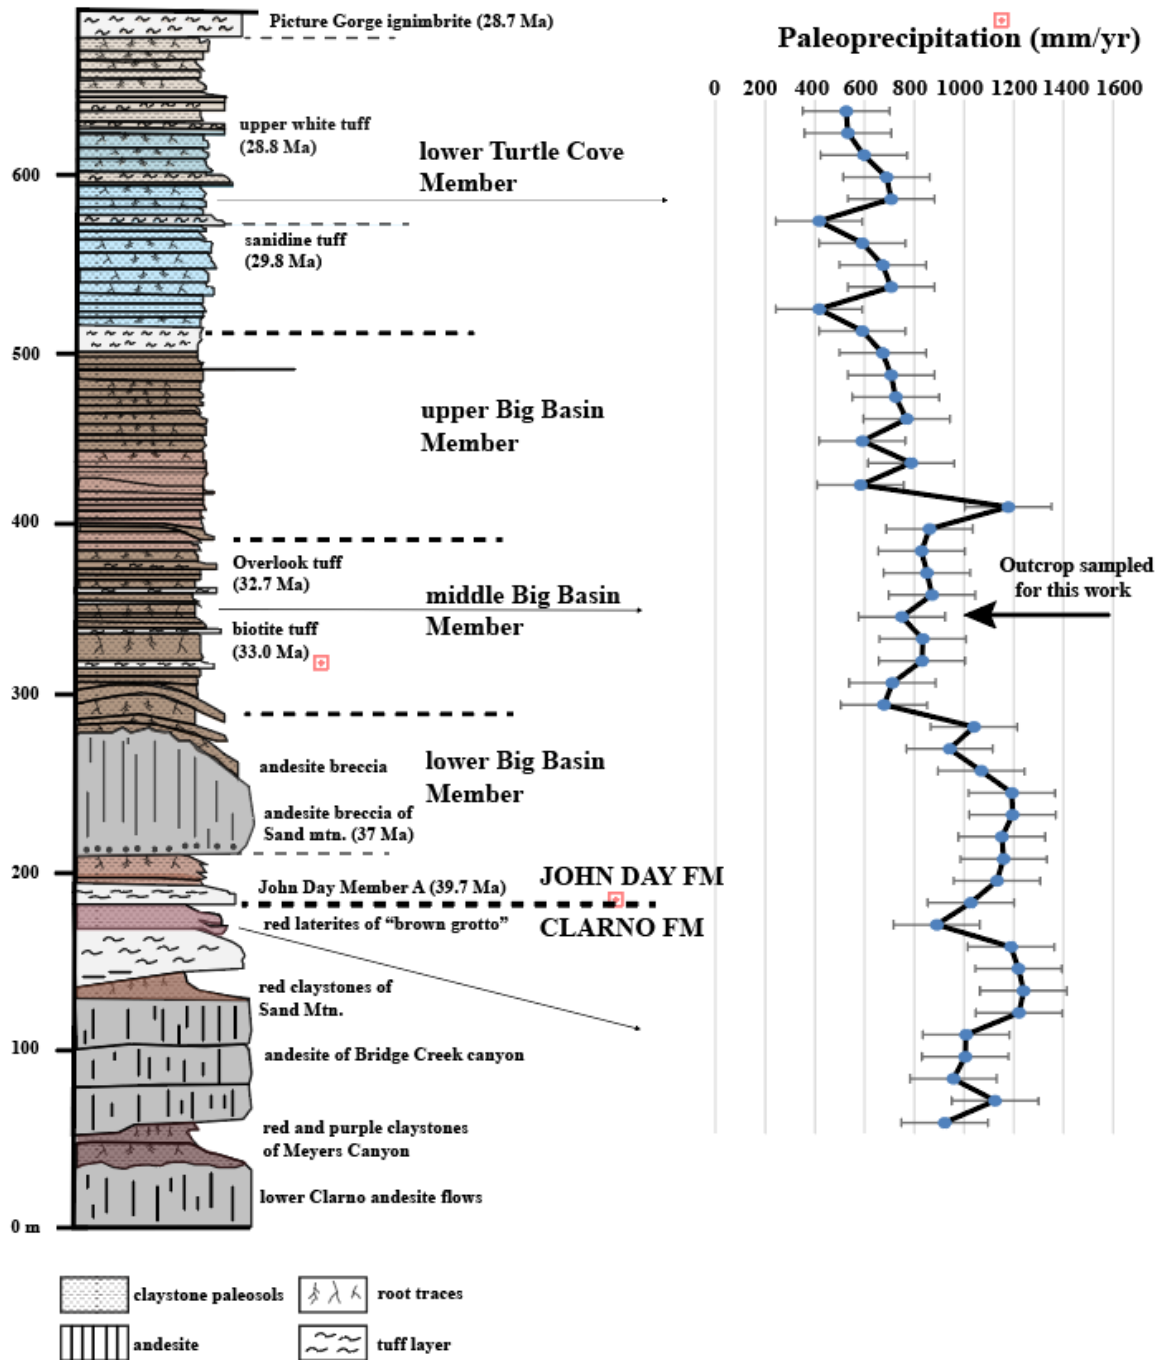 Picture Gorge ignimbrite (28.7 Ma)
Paleoprecipitation (mm/yr)
0 200 400 600 800 1000 1200 1400 1600
upper white tuff
(28.8 Ma)
lower Turtle Cove
Member
600
sanidine tuff
(29.8 Ma)
500
upper Big Basin
Member
400
Overlook tuff
(32.7 Ma)
middle Big Basin
Member
Outcrop sampled
for this work
biotite tuff
(33.0 Ma)
300
lower Big Basin
Member
andesite breccia
andesite breccia of
Sand mtn. (37 Ma)
200
John Day Member A (39.7 Ma)
JOHN DAY FM
CLARNO FM
red laterites of “brown grotto”
red claystones of
Sand Mtn.
100
andesite of Bridge Creek canyon
red and purple claystones
of Meyers Canyon
lower Clarno andesite flows
0 m
claystone paleosols
root traces
andesite
tuff layer